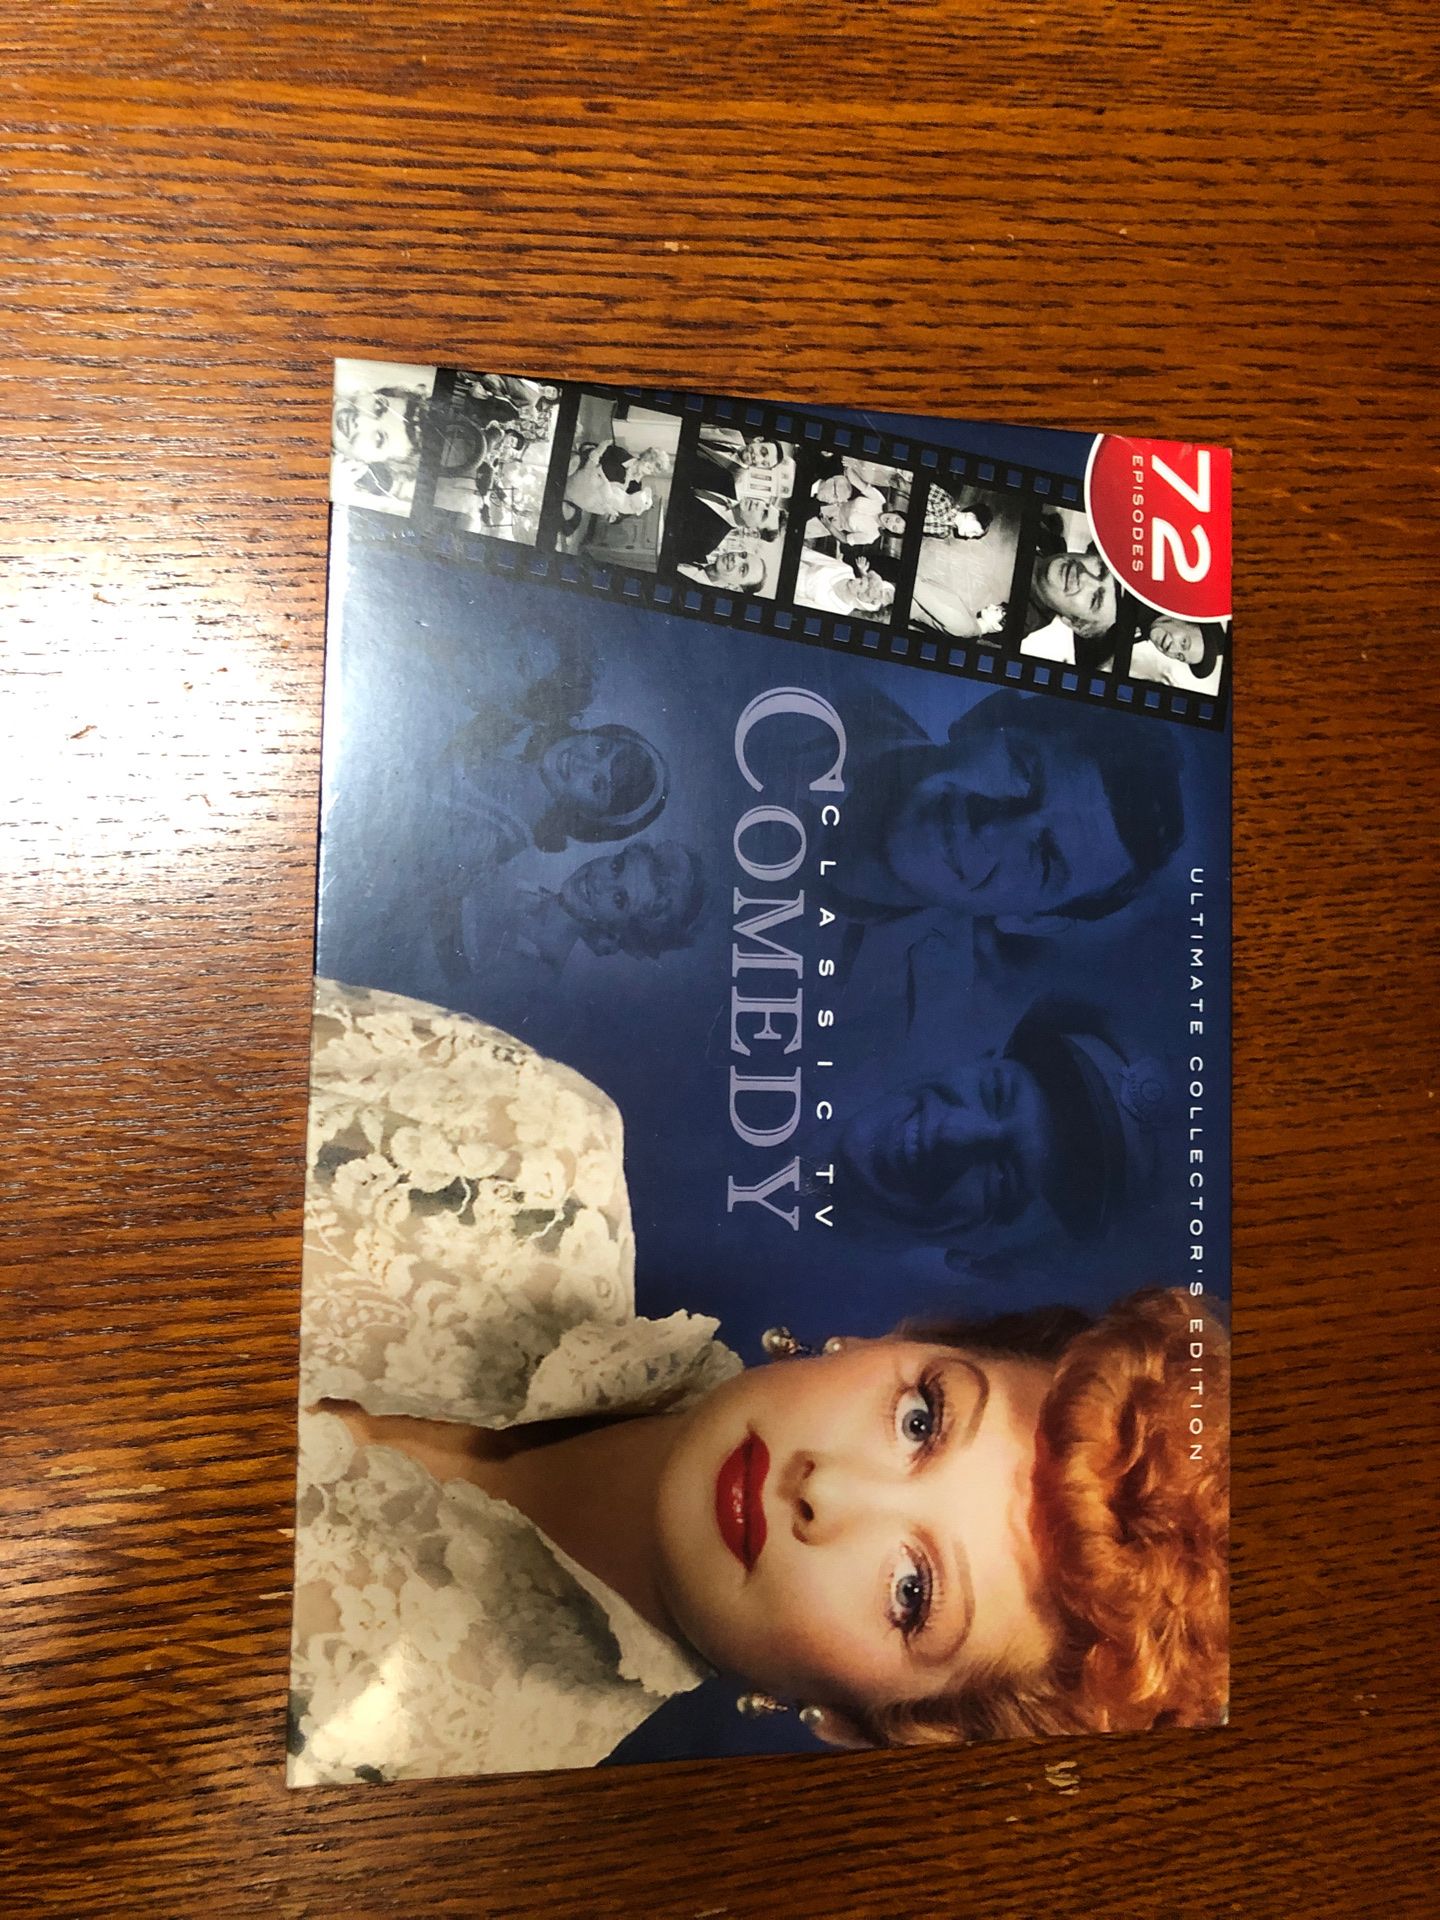 72
EPISODES
ULTIMATE COLLECTOR'S EDITION
CLASSIC TV
COMEDY